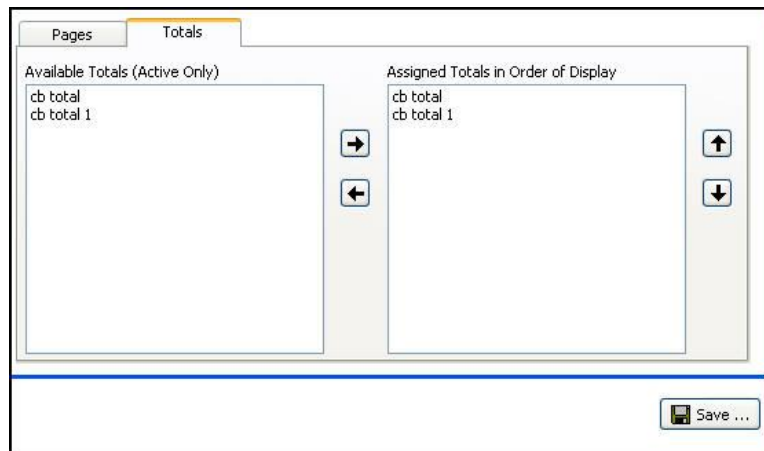 Pages
Totals
Available Totals (Active Only)
cb total
cb total 1
Assigned Totals in Order of Display
cb total
cb total 1
Save ...